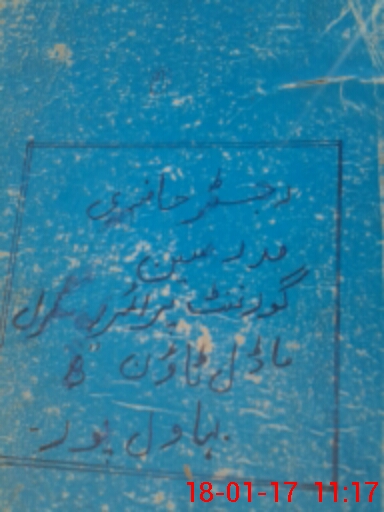 رجسٹر حاضری
مدرسین
گورنمنٹ پرائمری سکول
ماڈل ٹاؤن B
بہاول پور۔
18-01-17 11:17